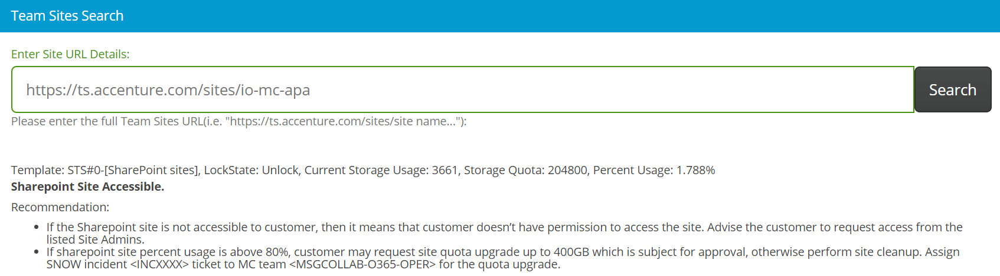 Team Sites Search
Enter Site URL Details:
https://ts.accenture.com/sites/io-mc-apa
Search
Please enter the full Team Sites URL(i.e. "https://ts.accenture.com/sites/site name..."):
Template: STS#0-[SharePoint sites], LockState: Unlock, Current Storage Usage: 3661, Storage Quota: 204800, Percent Usage: 1.788%
Sharepoint Site Accessible.
Recommendation:
• If the Sharepoint site is not accessible to customer, then it means that customer doesn’t have permission to access the site. Advise the customer to request access from the
listed Site Admins.
• If sharepoint site percent usage is above 80%, customer may request site quota upgrade up to 400GB which is subject for approval, otherwise perform site cleanup. Assign
SNOW incident <INCXXXX> ticket to MC team <MSGCOLLAB-O365-OPER> for the quota upgrade.